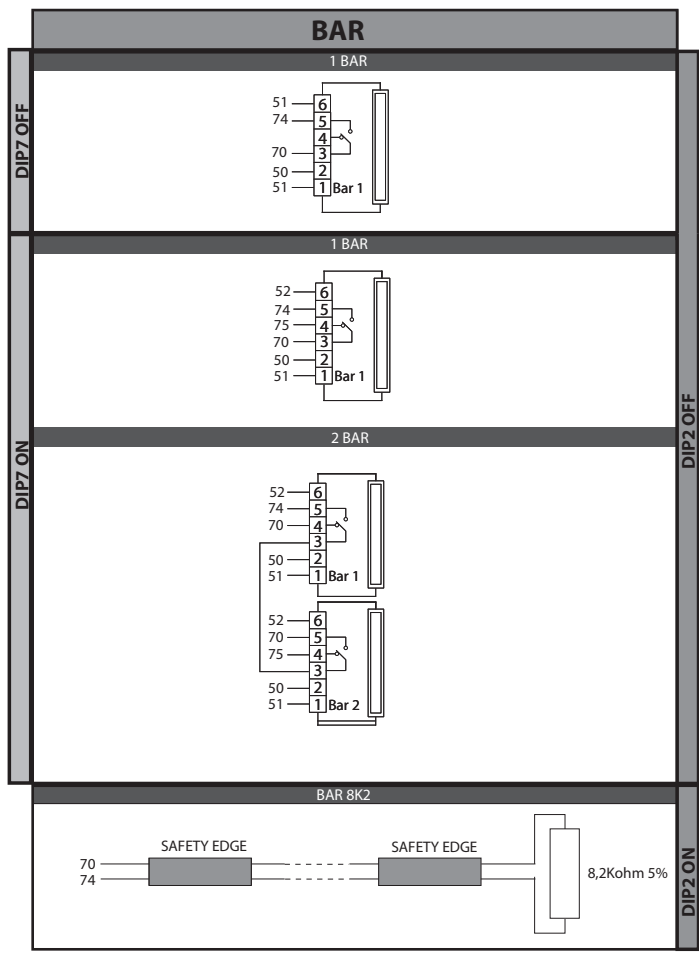 BAR
DIP7 OFF
1 BAR
51 6
74 5
4
70 3
50 2
51 1 Bar 1
DIP2 OFF
DIP7 ON
1 BAR
52 6
74 5
75 4
70 3
50 2
51 1 Bar 1
2 BAR
52 6
74 5
70 4
3
50 2
51 1 Bar 1
52 6
70 5
75 4
3
50 2
51 1 Bar 2
BAR 8K2
DIP2 ON
SAFETY EDGE SAFETY EDGE
70
74
8,2Kohm 5%